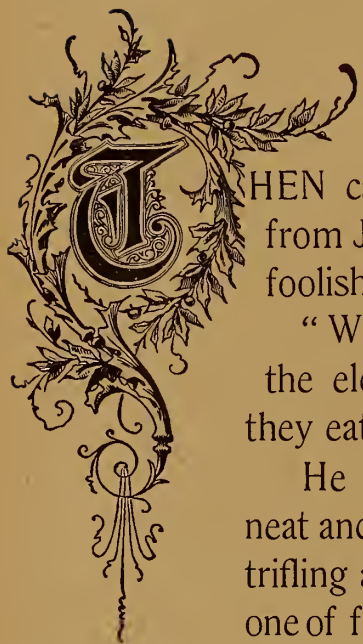 THEN c
from J
foolish
"W
the el
they eat
He
neat and
trifling a
one of f